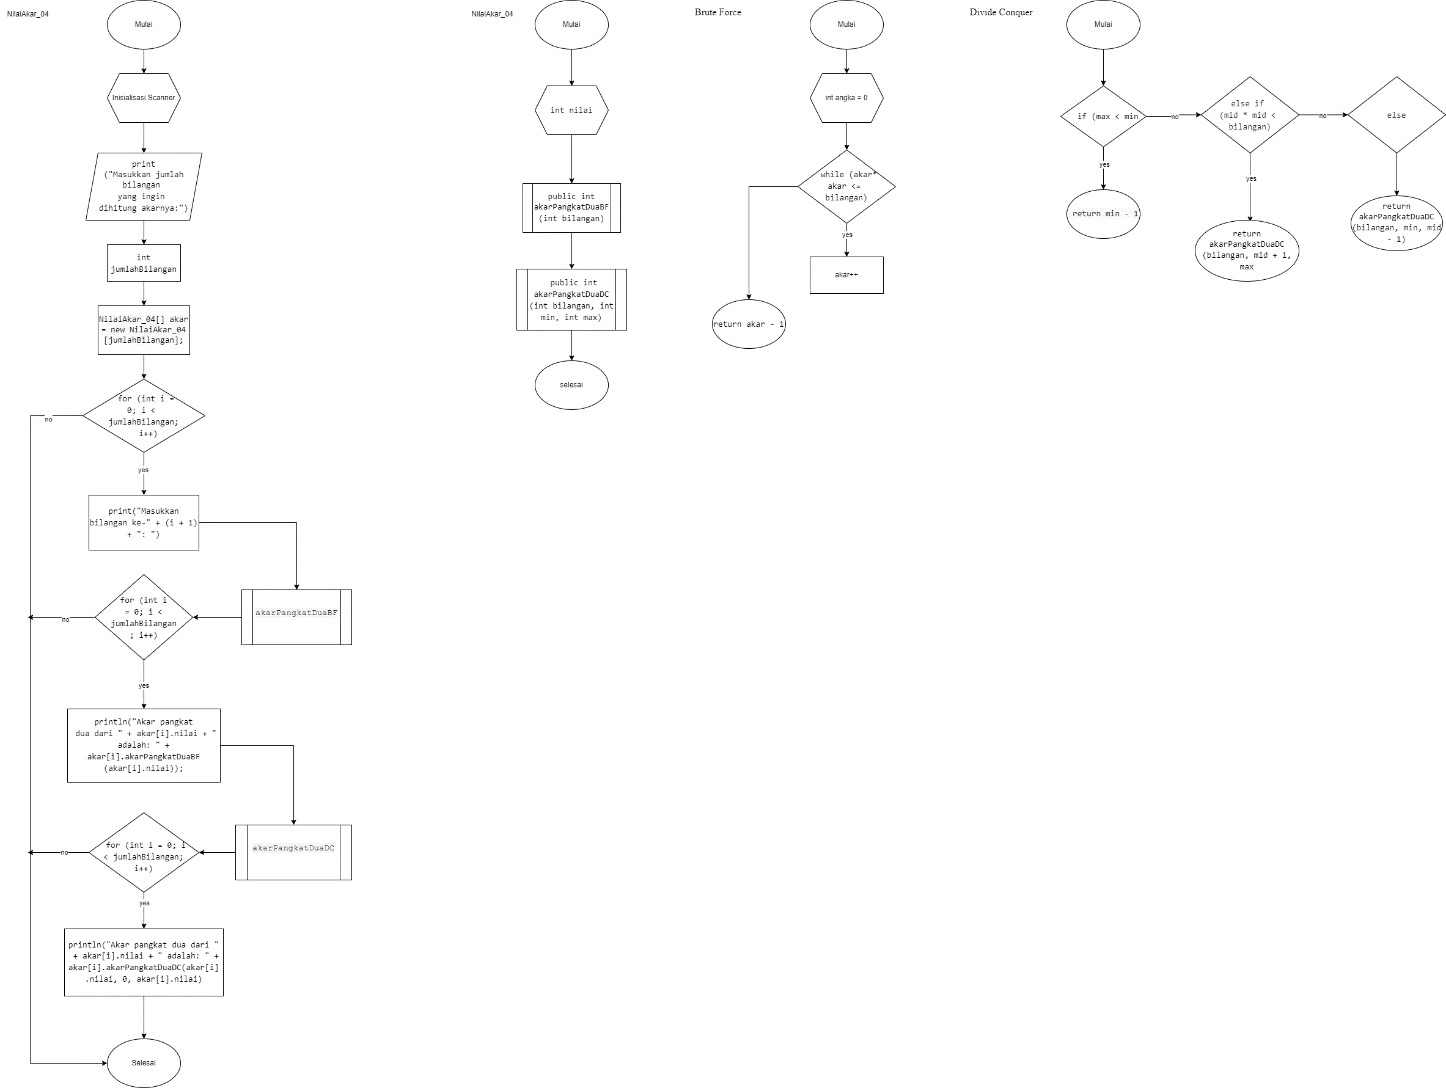 NilaiAkar_04
Mulai
Inisialisasi Scanner
print
("Masukkan jumlah
bilangan
yang ingin
dihitung akarnya:")
int
jumlahBilangan
NilaiAkar_04[] akar
= new NilaiAkar_04
[jumlahBilangan];
for (int i =
0; i <
jumlahBilangan;
i++)
no
yes
print("Masukkan
bilangan ke-" + (i + 1)
+ ": ")
akarPangkatDuaBF
for (int i
= 0; i <
jumlahBilangan
; i++)
no
yes
println("Akar pangkat
dua dari " + akar[i].nilai + "
adalah: " +
akar[i].akarPangkatDuaBF
(akar[i].nilai));
akarPangkatDuaDC
for (int i = 0; i
< jumlahBilangan;
i++)
no
yes
println("Akar pangkat dua dari "
+ akar[i].nilai + " adalah: " +
akar[i].akarPangkatDuaDC(akar[i]
.nilai, 0, akar[i].nilai)
Selesai
NilaiAkar_04
Mulai
int nilai
public int
akarPangkatDuaBF
(int bilangan)
public int
akarPangkatDuaDC
(int bilangan, int
min, int max)
selesai
Brute Force
Mulai
int angka = 0
while (akar*
akar <=
bilangan)
yes
akar++
return akar - 1
Divide Conquer
Mulai
if (max < min
no
yes
return min - 1
else if
(mid * mid <
bilangan)
no
yes
return
akarPangkatDuaDC
(bilangan, mid + 1,
max
else
return
akarPangkatDuaDC
(bilangan, min, mid
- 1)